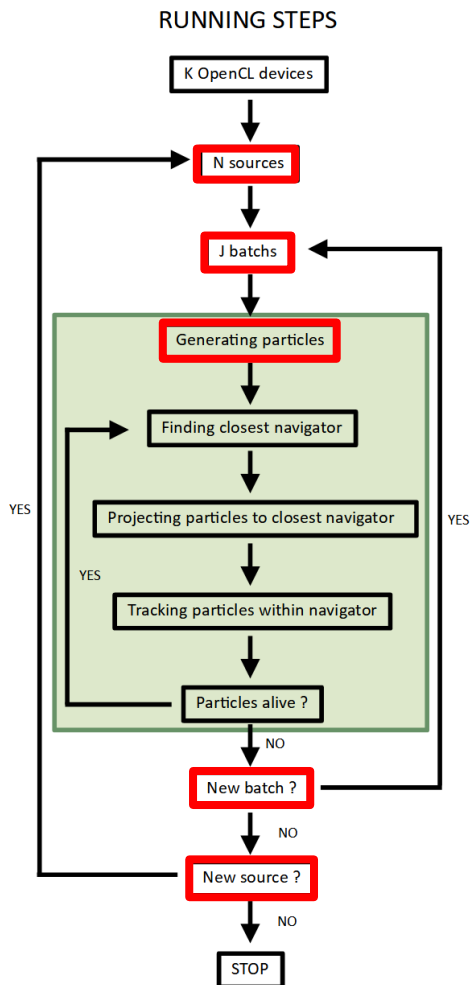 RUNNING STEPS
K OpenCL devices
N sources
J batchs
Generating particles
Finding closest navigator
Projecting particles to closest navigator
YES
YES
YES
Tracking particles within navigator
Particles alive ?
NO
New batch ?
NO
New source ?
NO
STOP